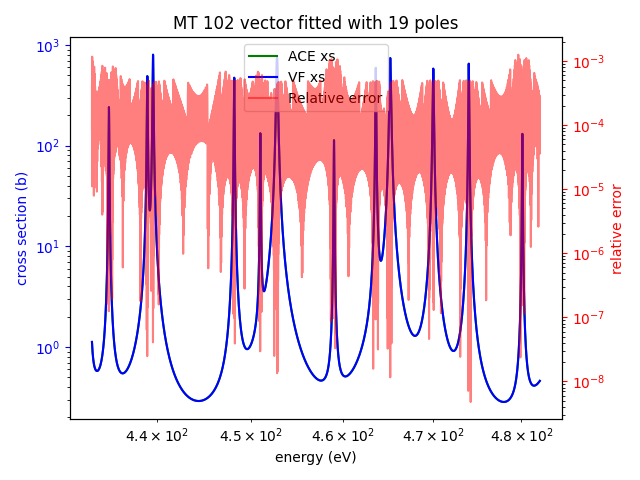 MT 102 vector fitted with 19 poles
ACE xs
VF xs
Relative error
cross section (b)
10³
10²
10¹
10⁰
relative error
10⁻³
10⁻⁴
10⁻⁵
10⁻⁶
10⁻⁷
10⁻⁸
4.4 × 10² 4.5 × 10² 4.6 × 10² 4.7 × 10² 4.8 × 10²
energy (eV)